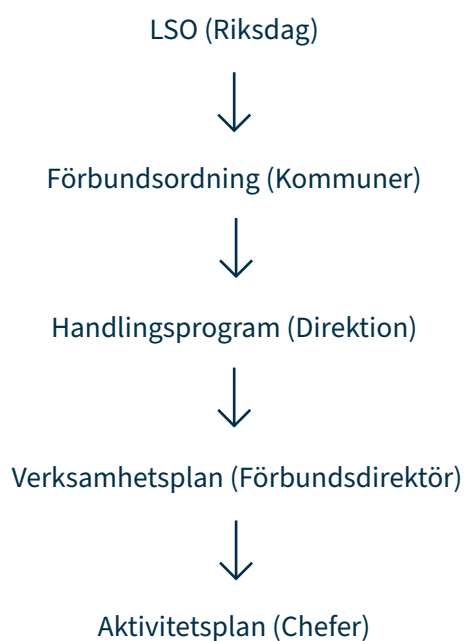 LSO (Riksdag)
Förbundsordning (Kommuner)
Handlingsprogram (Direktion)
Verksamhetsplan (Förbundsdirektör)
Aktivitetsplan (Chefer)